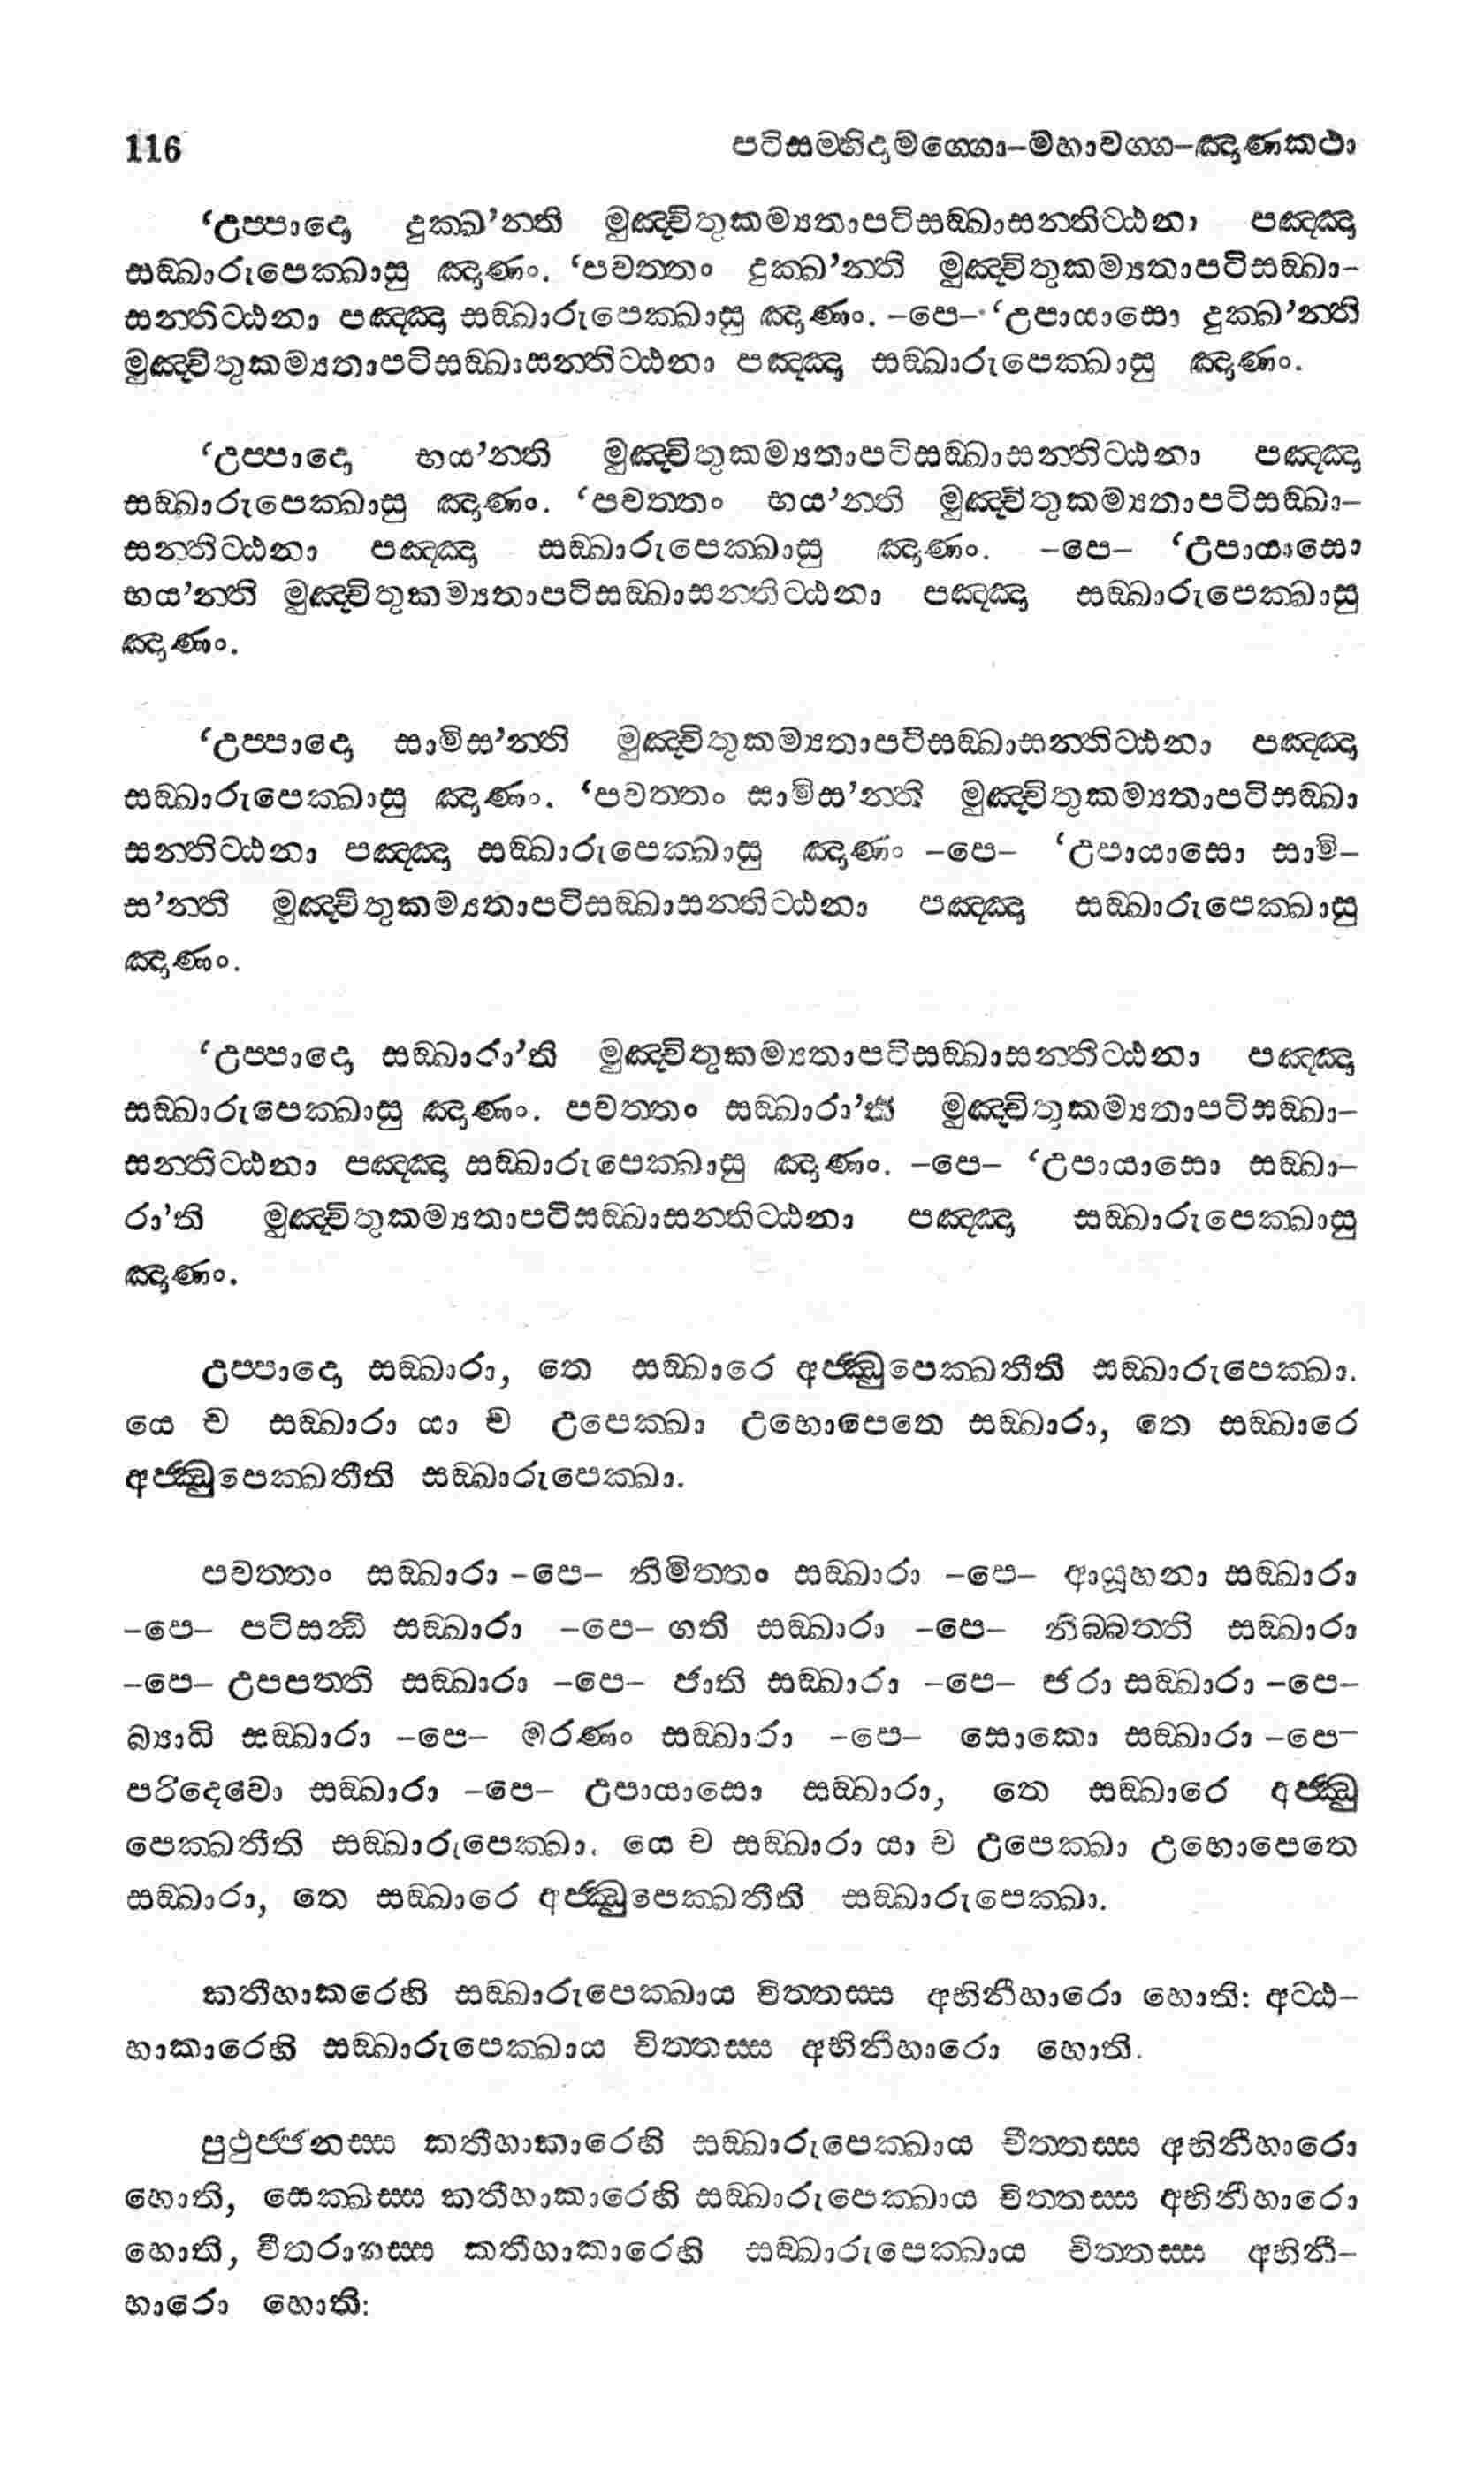 116 පටිසම්භිදාමග්ගො–මහාවග්ග–ඤාණකථා
‘උප්පාදො දුක්ඛ’න්ති මුඤ්චිතුකම්‍යතාපටිසඞ්ඛාසන්තිට්ඨනා පඤ්ඤා
සඞ්ඛාරුපෙක්ඛාසු ඤාණං. ‘පවත්තං දුක්ඛ’න්ති මුඤ්චිතුකම්‍යතාපටිසඞ්ඛා–
සන්තිට්ඨනා පඤ්ඤා සඞ්ඛාරුපෙක්ඛාසු ඤාණං. –පෙ– ‘උපායාසො දුක්ඛ’න්ති
මුඤ්චිතුකම්‍යතාපටිසඞ්ඛාසන්තිට්ඨනා පඤ්ඤා සඞ්ඛාරුපෙක්ඛාසු ඤාණං.
‘උප්පාදො භය’න්ති මුඤ්චිතුකම්‍යතාපටිසඞ්ඛාසන්තිට්ඨනා පඤ්ඤා
සඞ්ඛාරුපෙක්ඛාසු ඤාණං. ‘පවත්තං භය’න්ති මුඤ්චිතුකම්‍යතාපටිසඞ්ඛා–
සන්තිට්ඨනා පඤ්ඤා සඞ්ඛාරුපෙක්ඛාසු ඤාණං. –පෙ– ‘උපායාසො
භය’න්ති මුඤ්චිතුකම්‍යතාපටිසඞ්ඛාසන්තිට්ඨනා පඤ්ඤා සඞ්ඛාරුපෙක්ඛාසු
ඤාණං.
‘උප්පාදො සාමිස’න්ති මුඤ්චිතුකම්‍යතාපටිසඞ්ඛාසන්තිට්ඨනා පඤ්ඤා
සඞ්ඛාරුපෙක්ඛාසු ඤාණං. ‘පවත්තං සාමිස’න්ති මුඤ්චිතුකම්‍යතාපටිසඞ්ඛා
සන්තිට්ඨනා පඤ්ඤා සඞ්ඛාරුපෙක්ඛාසු ඤාණං –පෙ– ‘උපායාසො සාමි–
ස’න්ති මුඤ්චිතුකම්‍යතාපටිසඞ්ඛාසන්තිට්ඨනා පඤ්ඤා සඞ්ඛාරුපෙක්ඛාසු
ඤාණං.
‘උප්පාදො සඞ්ඛාරා’ති මුඤ්චිතුකම්‍යතාපටිසඞ්ඛාසන්තිට්ඨනා පඤ්ඤා
සඞ්ඛාරුපෙක්ඛාසු ඤාණං. පවත්තං සඞ්ඛාරා’ති මුඤ්චිතුකම්‍යතාපටිසඞ්ඛා–
සන්තිට්ඨනා පඤ්ඤා සඞ්ඛාරුපෙක්ඛාසු ඤාණං. –පෙ– ‘උපායාසො සඞ්ඛා–
රා’ති මුඤ්චිතුකම්‍යතාපටිසඞ්ඛාසන්තිට්ඨනා පඤ්ඤා සඞ්ඛාරුපෙක්ඛාසු
ඤාණං.
උප්පාදො සඞ්ඛාරා, තෙ සඞ්ඛාරෙ අජ්ඣුපෙක්ඛතීති සඞ්ඛාරුපෙක්ඛා.
යෙ ච සඞ්ඛාරා යා ච උපෙක්ඛා උභොපෙතෙ සඞ්ඛාරා, තෙ සඞ්ඛාරෙ
අජ්ඣුපෙක්ඛතීති සඞ්ඛාරුපෙක්ඛා.
පවත්තං සඞ්ඛාරා –පෙ– නිමිත්තං සඞ්ඛාරා –පෙ– ආයූහනා සඞ්ඛාරා
–පෙ– පටිසන්ධි සඞ්ඛාරා –පෙ– ගති සඞ්ඛාරා –පෙ– නිබ්බත්ති සඞ්ඛාරා
–පෙ– උපපත්ති සඞ්ඛාරා –පෙ– ජාති සඞ්ඛාරා –පෙ– ජරා සඞ්ඛාරා –පෙ–
බ්‍යාධි සඞ්ඛාරා –පෙ– මරණං සඞ්ඛාරා –පෙ– සොකො සඞ්ඛාරා –පෙ–
පරිදෙවො සඞ්ඛාරා –පෙ– උපායාසො සඞ්ඛාරා, තෙ සඞ්ඛාරෙ අජ්ඣු
පෙක්ඛතීති සඞ්ඛාරුපෙක්ඛා. යෙ ච සඞ්ඛාරා යා ච උපෙක්ඛා උභොපෙතෙ
සඞ්ඛාරා, තෙ සඞ්ඛාරෙ අජ්ඣුපෙක්ඛතීති සඞ්ඛාරුපෙක්ඛා.
කතීහාකරෙහි සඞ්ඛාරුපෙක්ඛාය චිත්තස්ස අභිනීහාරො හොති: අට්ඨ–
හාකාරෙහි සඞ්ඛාරුපෙක්ඛාය චිත්තස්ස අභිනීහාරො හොති.
පුථුජ්ජනස්ස කතීහාකාරෙහි සඞ්ඛාරුපෙක්ඛාය චිත්තස්ස අභිනීහාරො
හොති, සෙක්ඛස්ස කතීහාකාරෙහි සඞ්ඛාරුපෙක්ඛාය චිත්තස්ස අභිනීහාරො
හොති, වීතරාගස්ස කතීහාකාරෙහි සඞ්ඛාරුපෙක්ඛාය චිත්තස්ස අභිනී–
හාරො හොති: